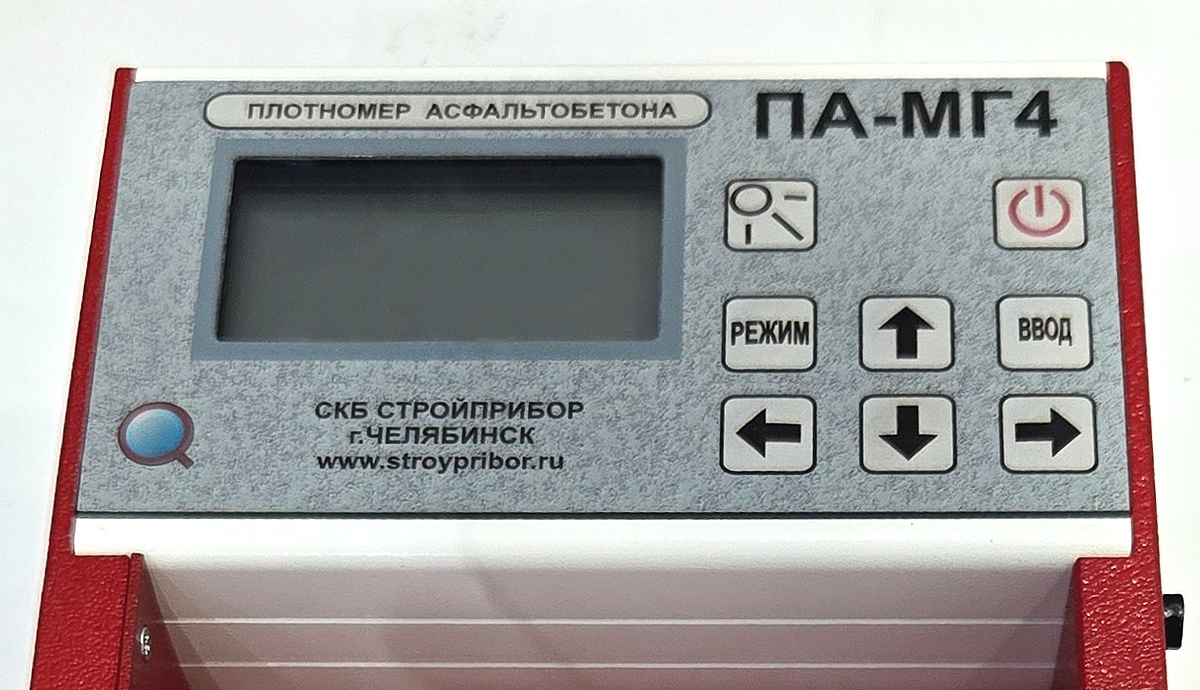 ПЛОТНОМЕР АСФАЛЬТОБЕТОНА
ПА-МГ4
РЕЖИМ
ВВОД
СКБ СТРОЙПРИБОР
г.ЧЕЛЯБИНСК
www.stroypribor.ru